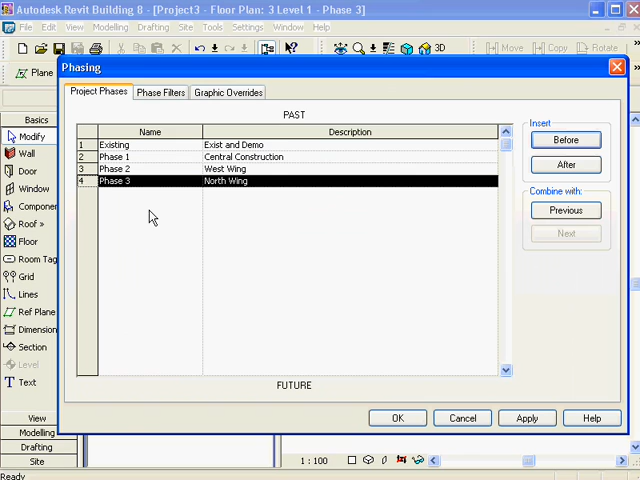 Autodesk Revit Building 8 - [Project3 - Floor Plan: 3 Level 1 - Phase 3]
File Edit View Modelling Drafting Site Tools Settings Window Help
3D Move Copy Rotate
Plane
Phasing
Project Phases Phase Filters Graphic Overrides
PAST
Name Description
1 Existing Exist and Demo
2 Phase 1 Central Construction
3 Phase 2 West Wing
4 Phase 3 North Wing
FUTURE
Insert
Before
After
Combine with:
Previous
Next
OK Cancel Apply Help
Basics
Modify
Wall
Door
Window
Componen
Roof »
Floor
Room Tag
Grid
Lines
Ref Plane
Dimension
Section
Level
Text
View
Modelling
Drafting
Site
1 : 100
Ready